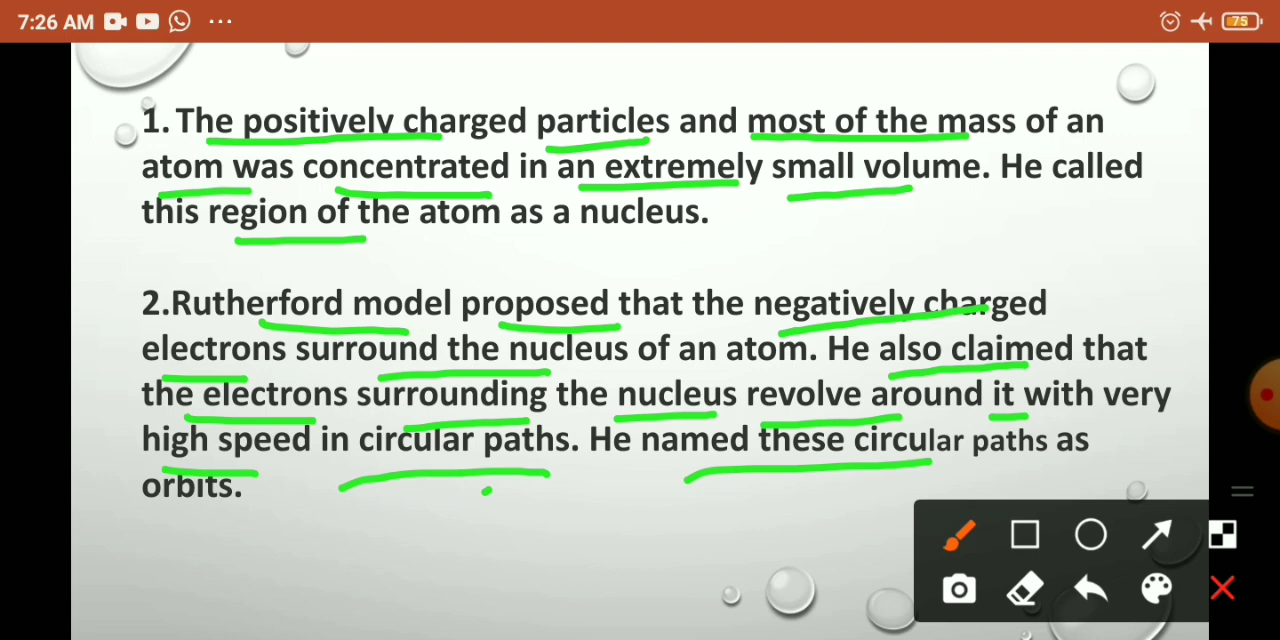 7:26 AM
75
1. The positively charged particles and most of the mass of an
atom was concentrated in an extremely small volume. He called
this region of the atom as a nucleus.
2.Rutherford model proposed that the negatively charged
electrons surround the nucleus of an atom. He also claimed that
the electrons surrounding the nucleus revolve around it with very
high speed in circular paths. He named these circular paths as
orbits.